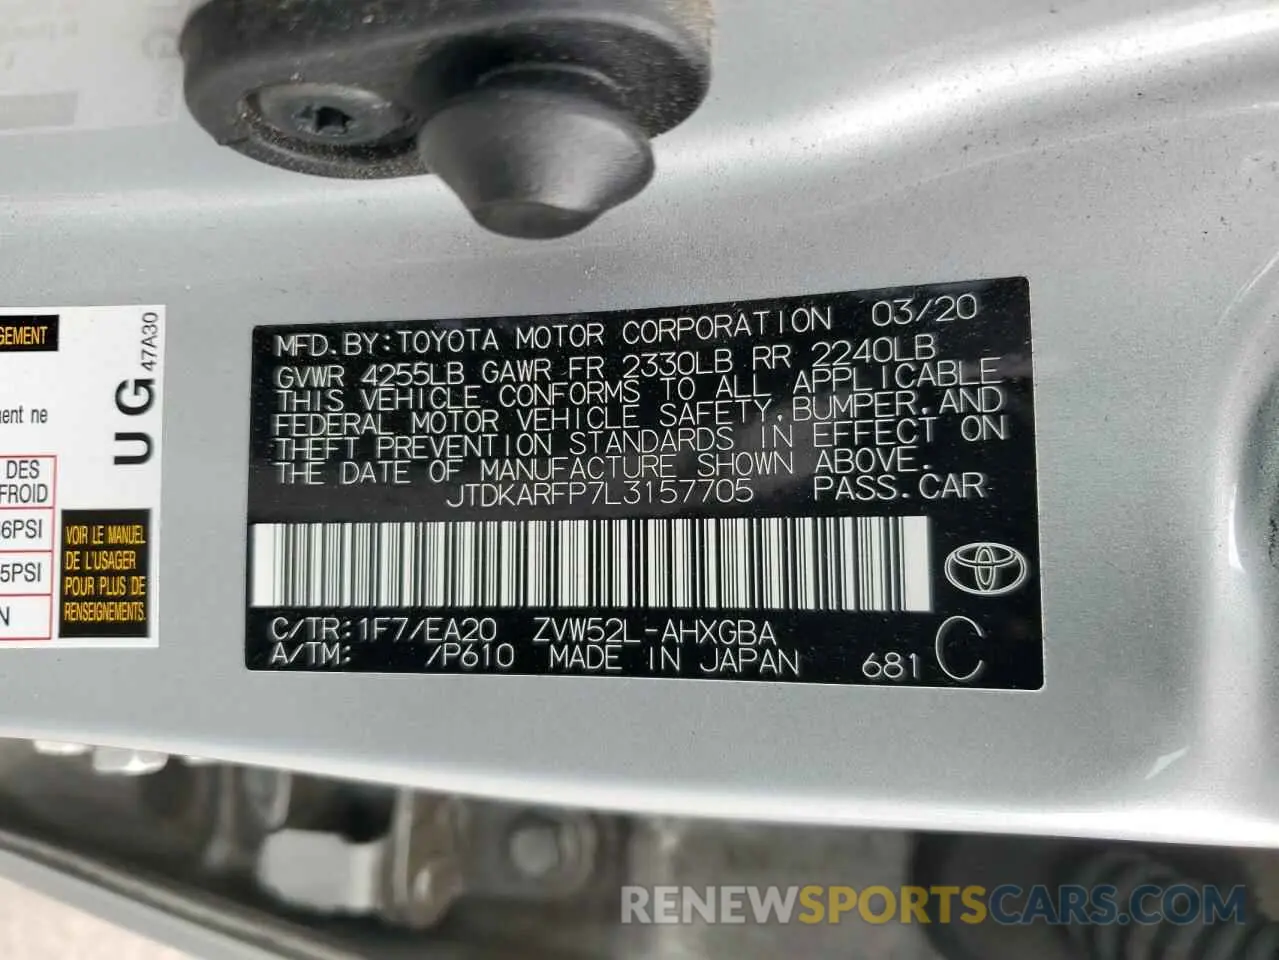 GEMENT
ment ne
DES
FROID
6PSI
5PSI
N
UG 47A30
VOIR LE MANUEL
DE L'USAGER
POUR PLUS DE
RENSEIGNEMENTS.
MFD.BY:TOYOTA MOTOR CORPORATION 03/20
GVWR 4255LB GAWR FR 2330LB RR 2240LB
THIS VEHICLE CONFORMS TO ALL APPLICABLE
FEDERAL MOTOR VEHICLE SAFETY,BUMPER,AND
THEFT PREVENTION STANDARDS IN EFFECT ON
THE DATE OF MANUFACTURE SHOWN ABOVE.
JTDKARFP7L3157705 PASS.CAR
C/TR:1F7/EA20 ZVW52L-AHXGBA
A/TM: /P610 MADE IN JAPAN 681 C
RENEWSPORTSCARS.COM